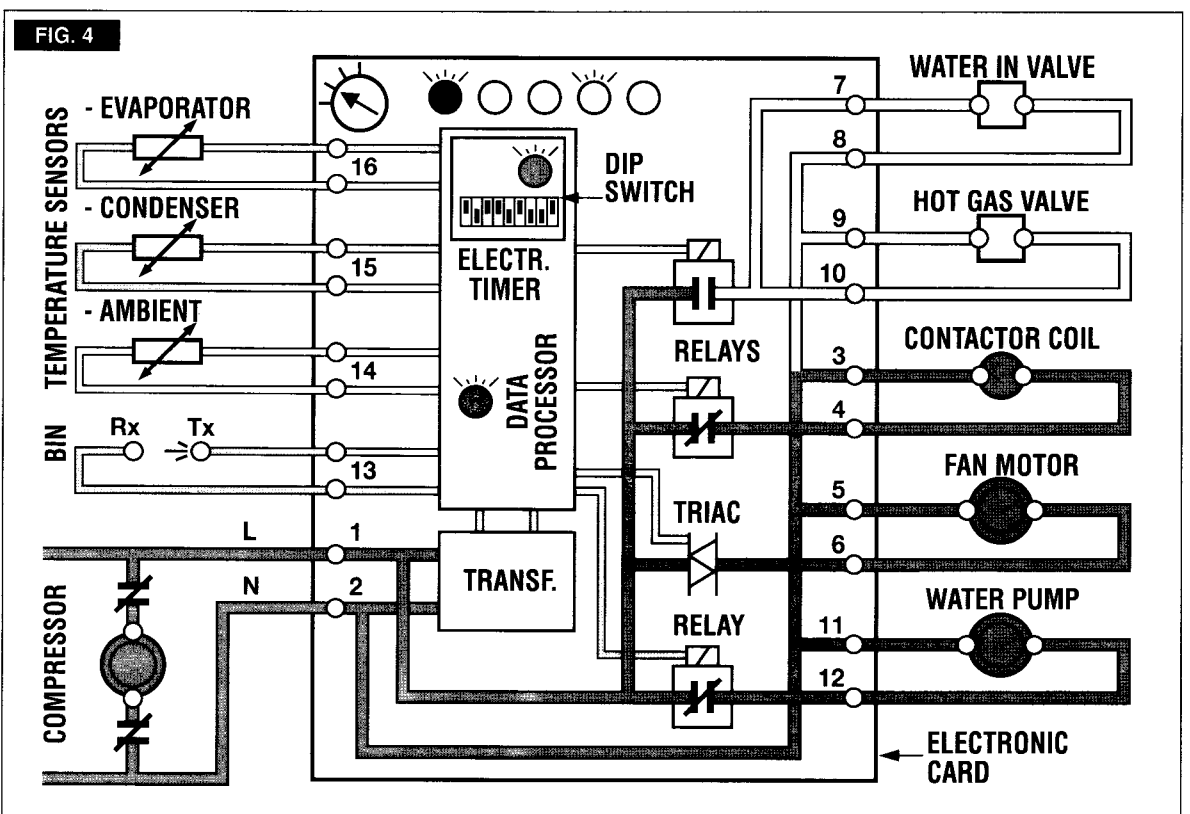 FIG. 4
TEMPERATURE SENSORS
- EVAPORATOR
16
- CONDENSER
15
- AMBIENT
14
BIN
Rx
Tx
13
L
1
N
2
COMPRESSOR
DIP
SWITCH
ELECTR.
TIMER
DATA
PROCESSOR
TRANSF.
RELAYS
TRIAC
RELAY
WATER IN VALVE
7
8
HOT GAS VALVE
9
10
CONTACTOR COIL
3
4
FAN MOTOR
5
6
WATER PUMP
11
12
ELECTRONIC
CARD